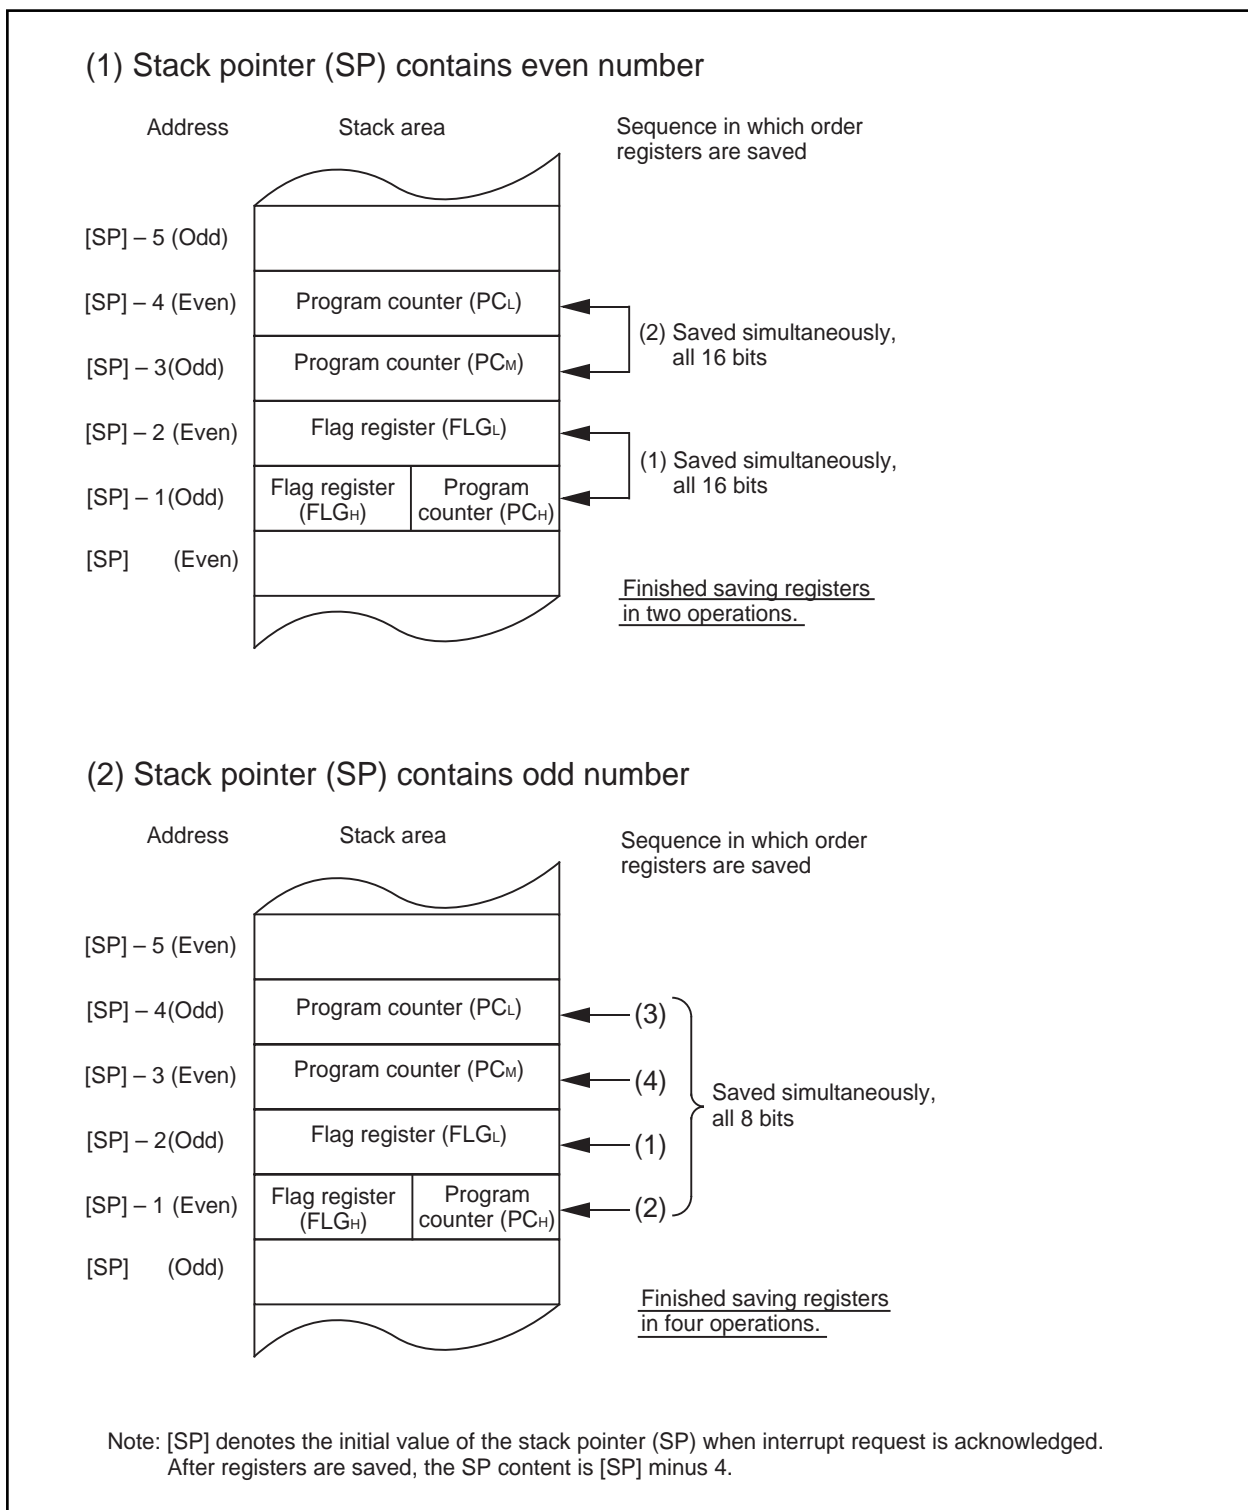 (1) Stack pointer (SP) contains even number
Address Stack area Sequence in which order
registers are saved
[SP] – 5 (Odd)
[SP] – 4 (Even) Program counter (PCL)
(2) Saved simultaneously,
all 16 bits
[SP] – 3(Odd) Program counter (PCM)
[SP] – 2 (Even) Flag register (FLGL)
(1) Saved simultaneously,
all 16 bits
[SP] – 1(Odd) Flag register Program
(FLGH) counter (PCH)
[SP] (Even)
Finished saving registers
in two operations.
(2) Stack pointer (SP) contains odd number
Address Stack area Sequence in which order
registers are saved
[SP] – 5 (Even)
[SP] – 4(Odd) Program counter (PCL) (3)
[SP] – 3 (Even) Program counter (PCM) (4)
Saved simultaneously,
all 8 bits
[SP] – 2(Odd) Flag register (FLGL) (1)
[SP] – 1 (Even) Flag register Program (2)
(FLGH) counter (PCH)
[SP] (Odd)
Finished saving registers
in four operations.
Note: [SP] denotes the initial value of the stack pointer (SP) when interrupt request is acknowledged.
After registers are saved, the SP content is [SP] minus 4.